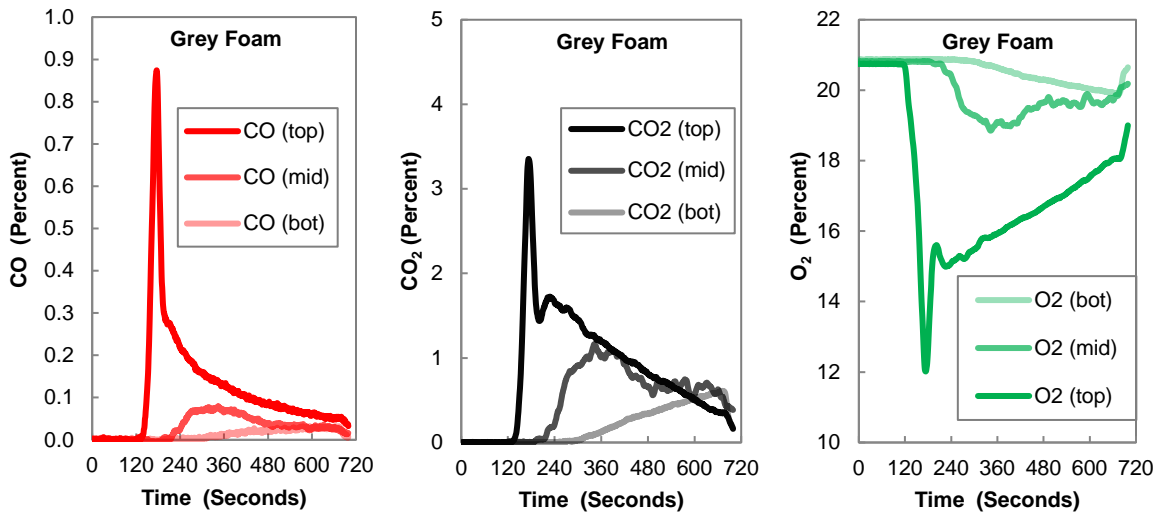 Grey Foam
CO (Percent)
1.0
0.9
0.8
0.7
0.6
0.5
0.4
0.3
0.2
0.1
0.0
CO (top)
CO (mid)
CO (bot)
0 120 240 360 480 600 720
Time (Seconds)
Grey Foam
CO₂ (Percent)
5
4
3
2
1
0
CO2 (top)
CO2 (mid)
CO2 (bot)
0 120 240 360 480 600 720
Time (Seconds)
Grey Foam
O₂ (Percent)
22
20
18
16
14
12
10
O2 (bot)
O2 (mid)
O2 (top)
0 120 240 360 480 600 720
Time (Seconds)